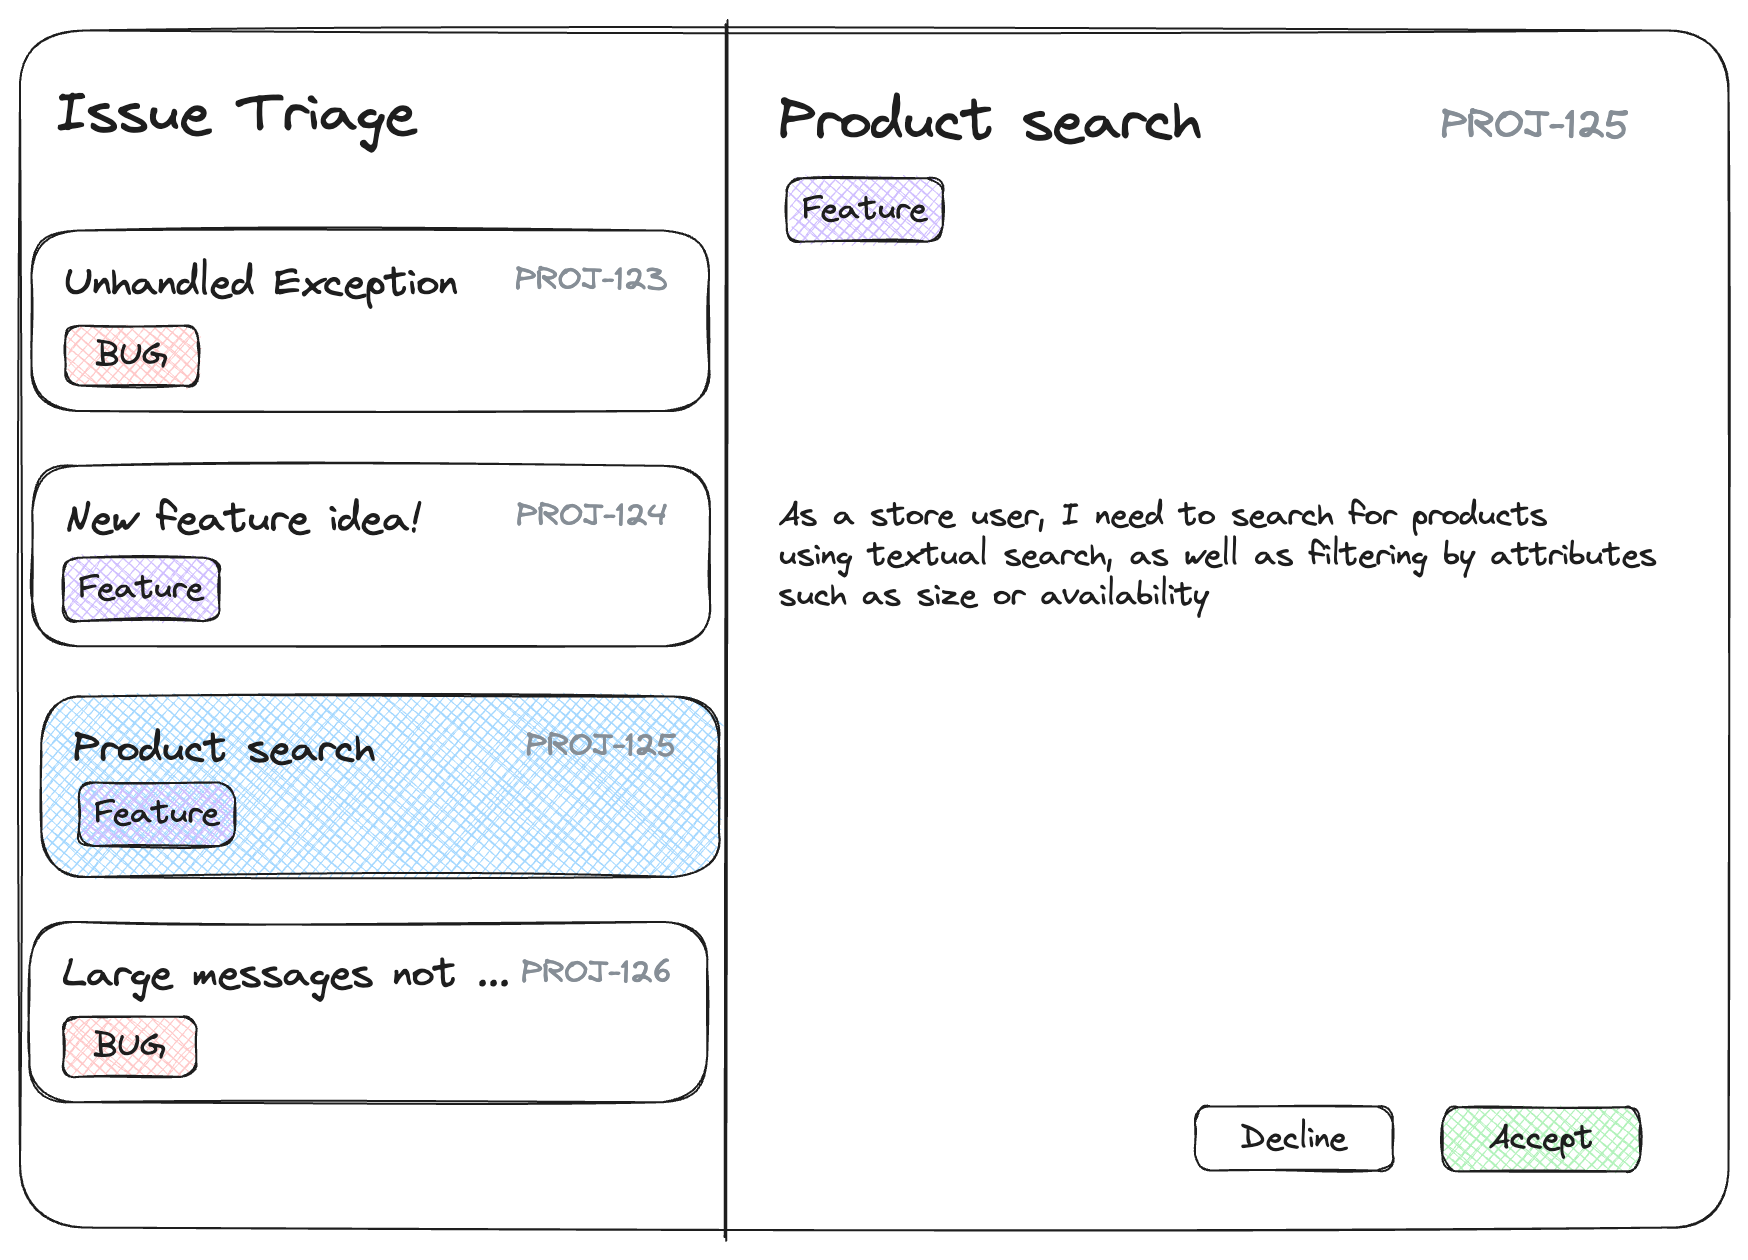 Issue Triage
Unhandled Exception PROJ-123
BUG
New feature idea! PROJ-124
Feature
Product search PROJ-125
Feature
Large messages not ... PROJ-126
BUG
Product search PROJ-125
Feature
As a store user, I need to search for products
using textual search, as well as filtering by attributes
such as size or availability
Decline Accept